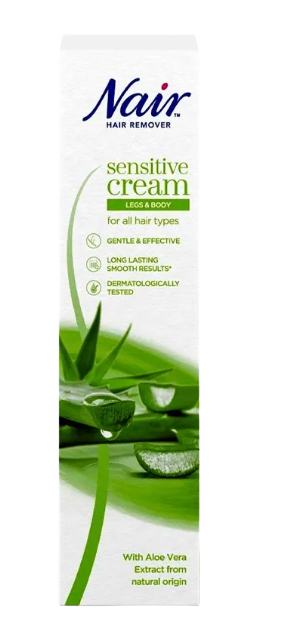 Nair™
HAIR REMOVER
sensitive
cream
LEGS & BODY
for all hair types
GENTLE & EFFECTIVE
LONG LASTING
SMOOTH RESULTS*
DERMATOLOGICALLY
TESTED
With Aloe Vera
Extract from
natural origin